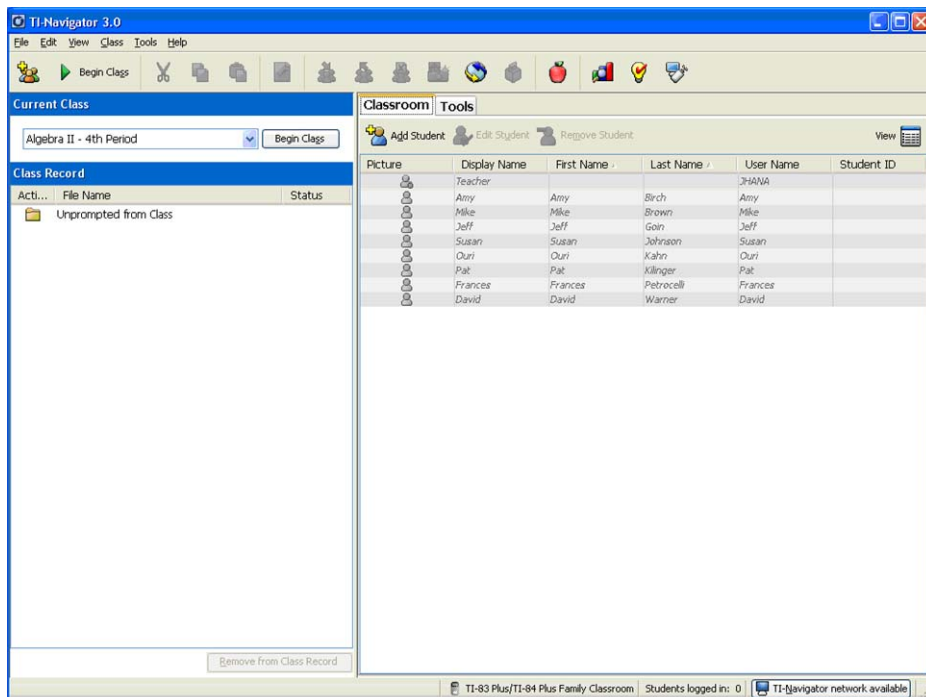 TI-Navigator 3.0
File Edit View Class Tools Help
Begin Class
Current Class
Algebra II - 4th Period Begin Class
Class Record
Acti... File Name Status
Unprompted from Class
Remove from Class Record
Classroom Tools
Add Student Edit Student Remove Student View
Picture Display Name First Name Last Name User Name Student ID
Teacher JHANA
Amy Amy Birch Amy
Mike Mike Brown Mike
Jeff Jeff Goin Jeff
Susan Susan Johnson Susan
Ouri Ouri Kahn Ouri
Pat Pat Kilinger Pat
Frances Frances Petrocelli Frances
David David Warner David
TI-83 Plus/TI-84 Plus Family Classroom Students logged in: 0 TI-Navigator network available